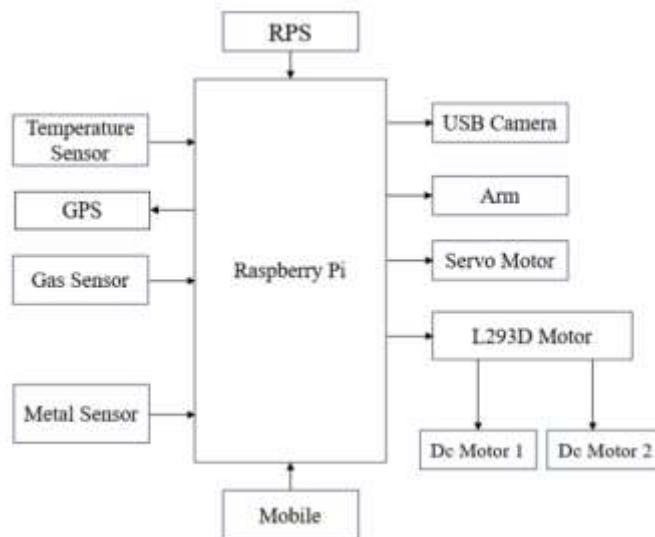 RPS
Temperature
Sensor
USB Camera
GPS
Arm
Gas Sensor
Raspberry Pi
Servo Motor
L293D Motor
Metal Sensor
Dc Motor 1
Dc Motor 2
Mobile